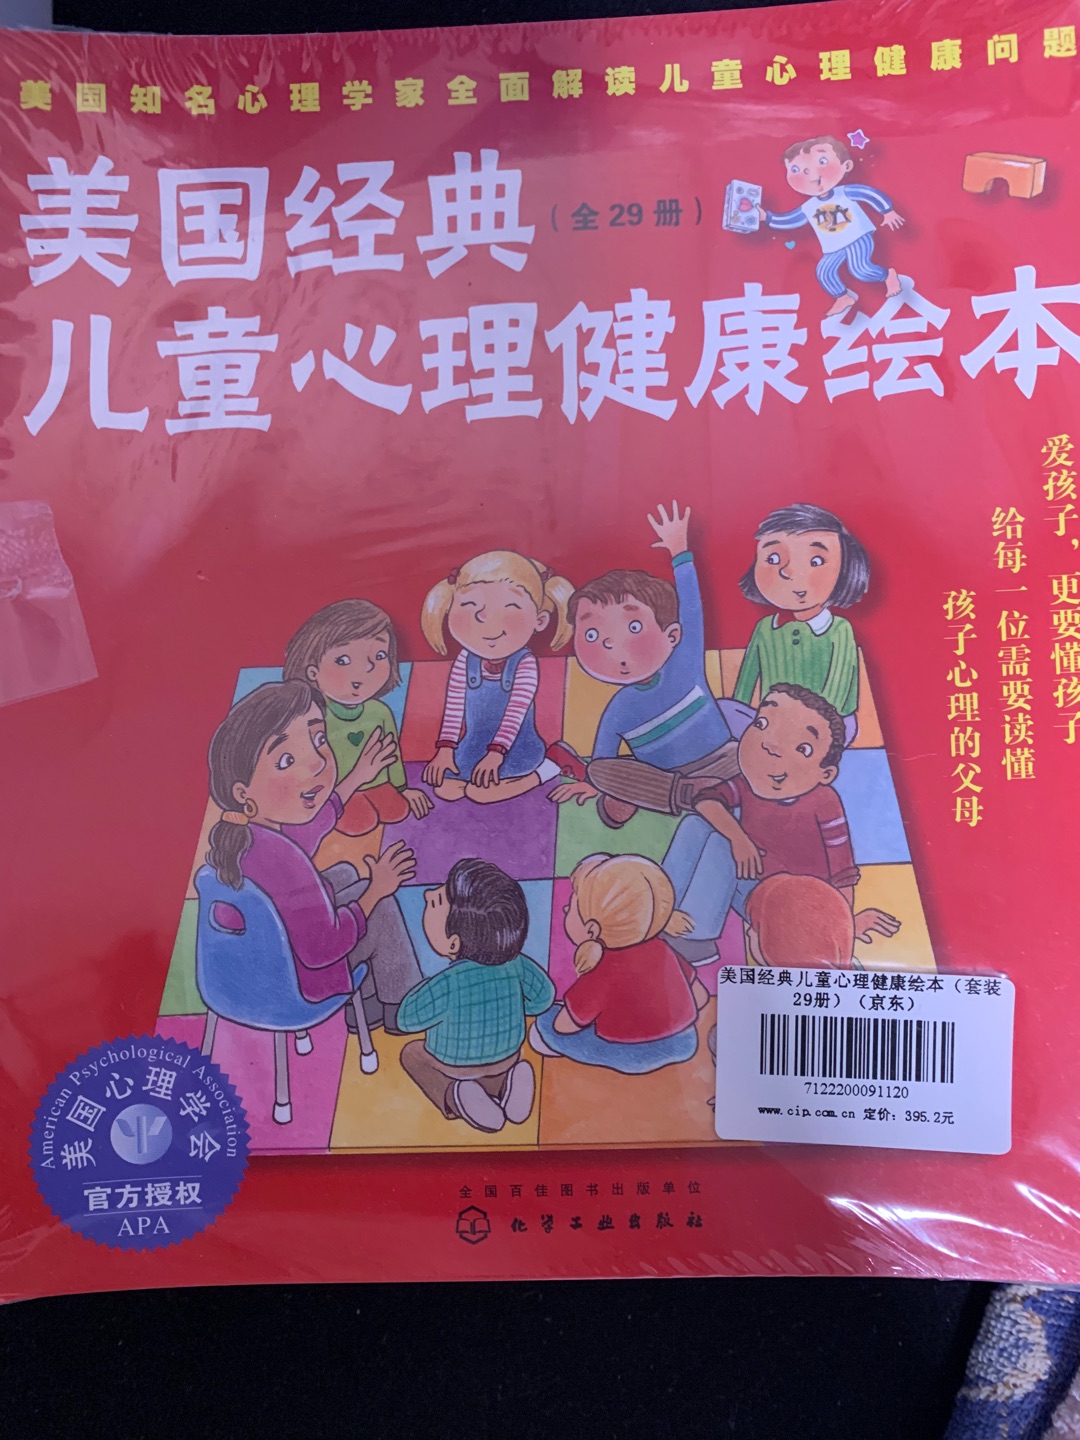 美国知名心理学家全面解读儿童心理健康问题
美国经典（全29册）
儿童心理健康绘本
爱孩子，更要懂孩子
给每一位需要读懂
孩子心理的父母
美国经典儿童心理健康绘本（套装
29册）（京东）
7122200091120
www.cip.com.cn 定价：395.2元
American Psychological Association
美国心理学会
官方授权
APA
全国百佳图书出版单位
化学工业出版社